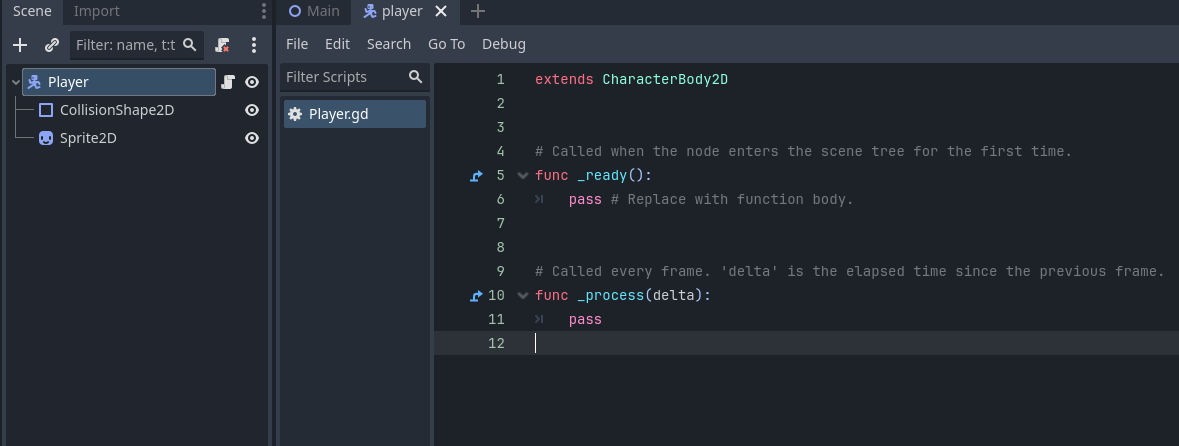 Scene Import
Filter: name, t:t
Player
CollisionShape2D
Sprite2D
Main player
File Edit Search Go To Debug
Filter Scripts
Player.gd
1 extends CharacterBody2D
2
3
4 # Called when the node enters the scene tree for the first time.
5 func _ready():
6 pass # Replace with function body.
7
8
9 # Called every frame. 'delta' is the elapsed time since the previous frame.
10 func _process(delta):
11 pass
12